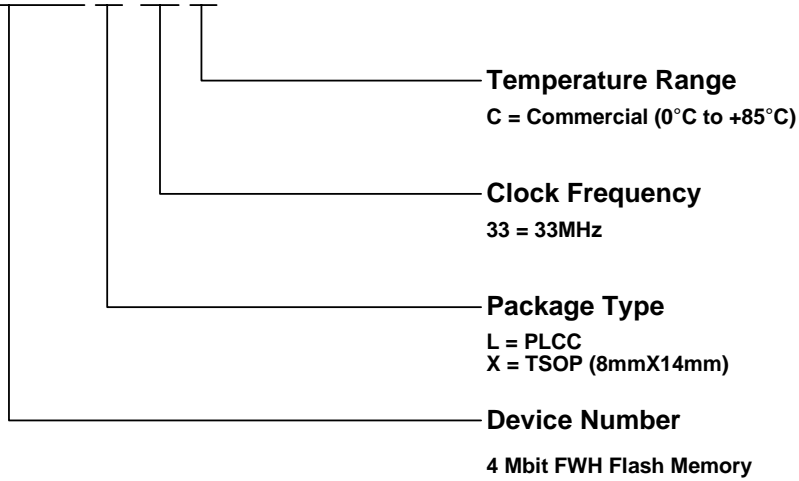 Temperature Range
C = Commercial (0°C to +85°C)
Clock Frequency
33 = 33MHz
Package Type
L = PLCC
X = TSOP (8mmX14mm)
Device Number
4 Mbit FWH Flash Memory